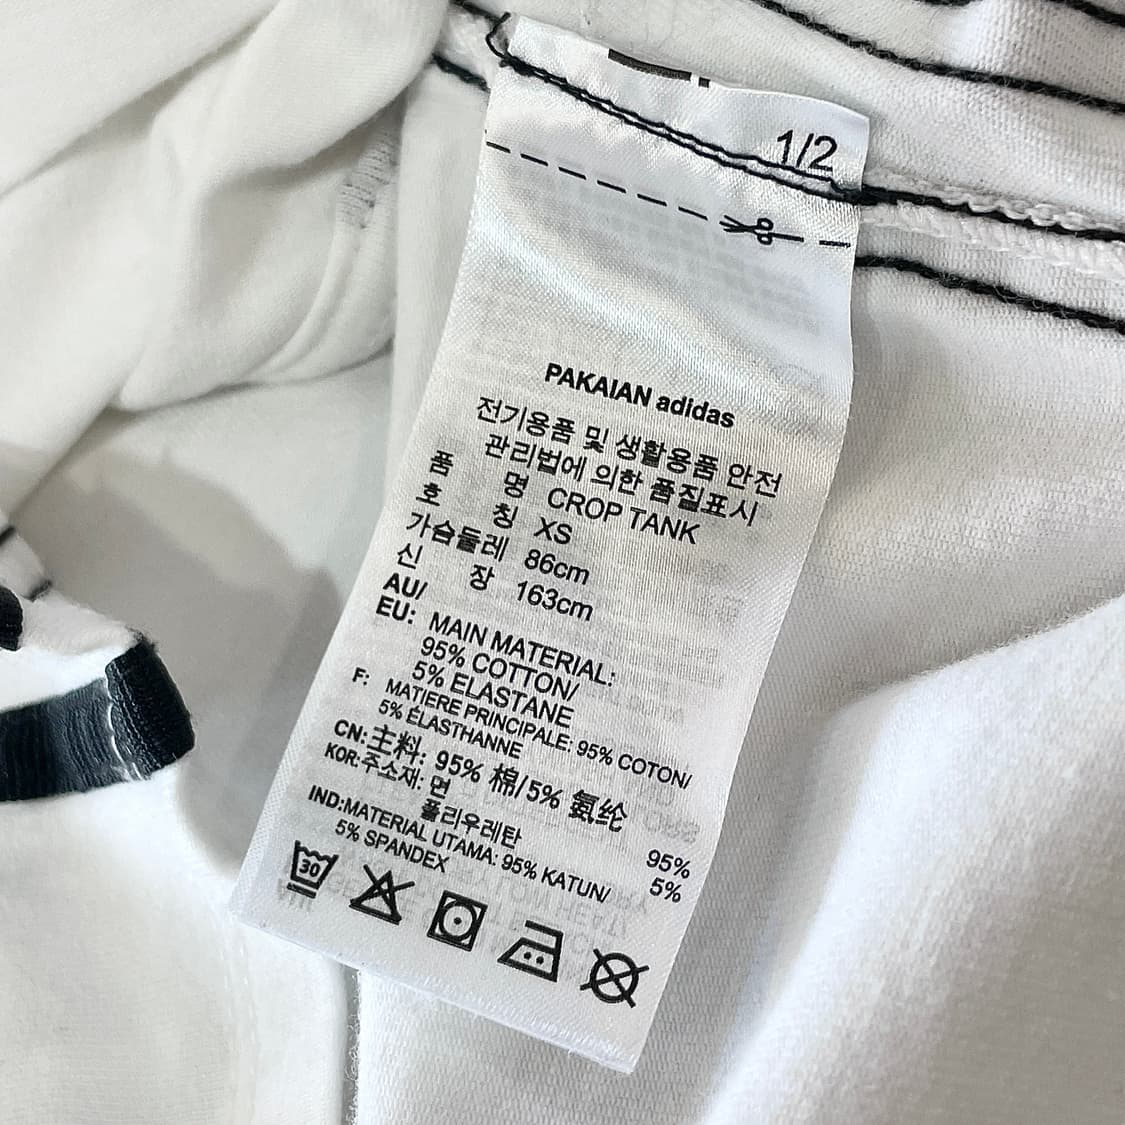 1/2
PAKAIAN adidas
전기용품 및 생활용품 안전
관리법에 의한 품질표시
품 명 CROP TANK
호 칭 XS
가슴둘레 86cm
신 장 163cm
AU/
EU: MAIN MATERIAL:
95% COTTON/
5% ELASTANE
F: MATIERE PRINCIPALE: 95% COTON/
5% ÉLASTHANNE
CN:主料: 95% 棉/5% 氨纶
KOR:주소재: 면 95%
폴리우레탄 5%
IND:MATERIAL UTAMA: 95% KATUN/
5% SPANDEX
30